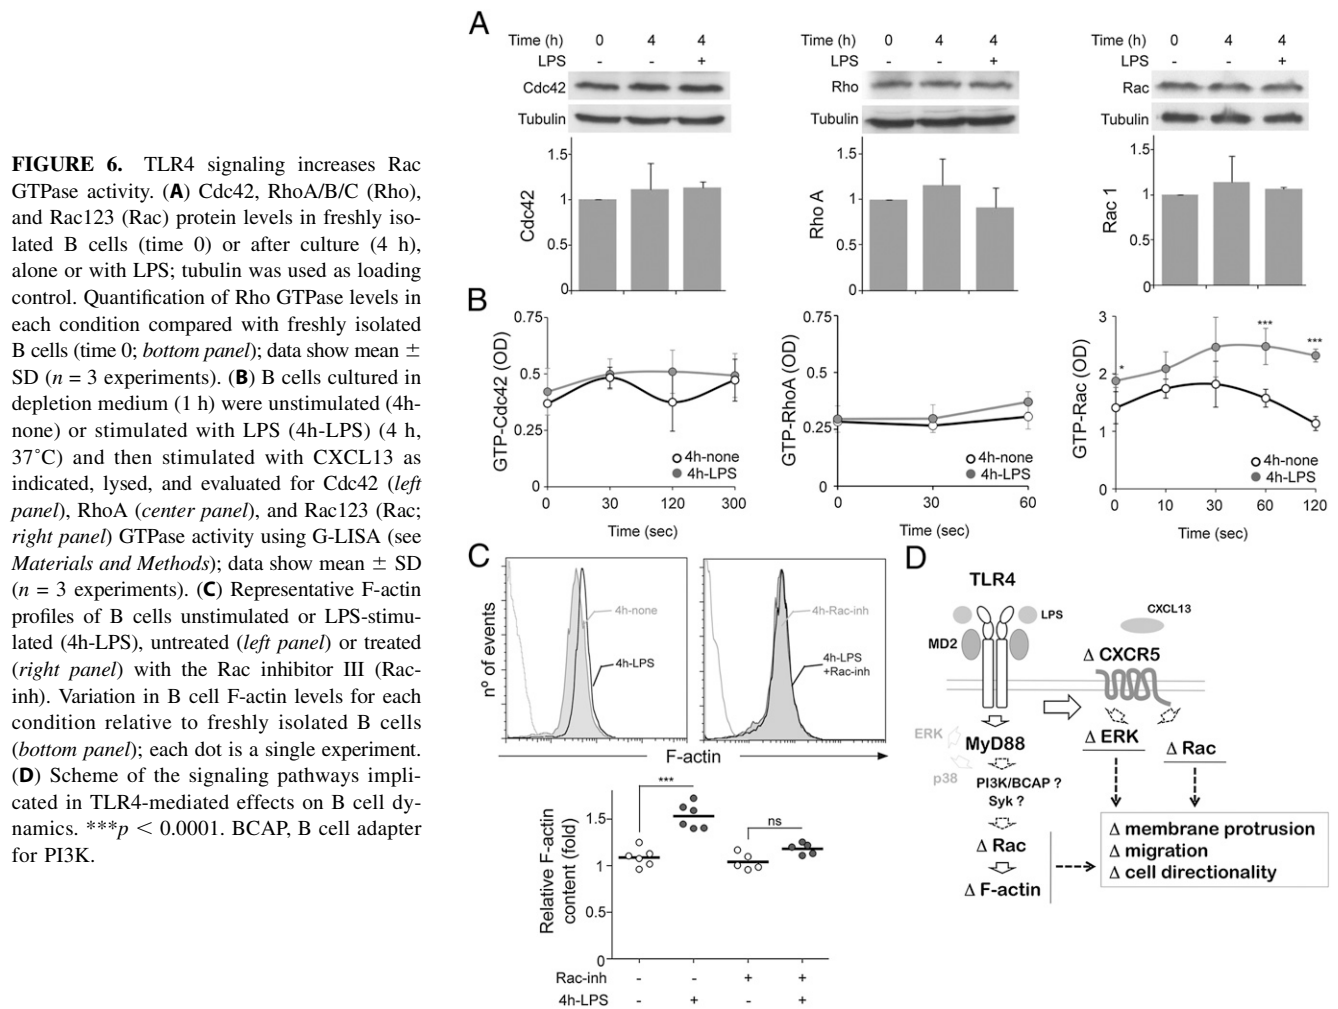 FIGURE 6. TLR4 signaling increases Rac
GTPase activity. (A) Cdc42, RhoA/B/C (Rho),
and Rac123 (Rac) protein levels in freshly iso-
lated B cells (time 0) or after culture (4 h),
alone or with LPS; tubulin was used as loading
control. Quantification of Rho GTPase levels in
each condition compared with freshly isolated
B cells (time 0; bottom panel); data show mean ±
SD (n = 3 experiments). (B) B cells cultured in
depletion medium (1 h) were unstimulated (4h-
none) or stimulated with LPS (4h-LPS) (4 h,
37˚C) and then stimulated with CXCL13 as
indicated, lysed, and evaluated for Cdc42 (left
panel), RhoA (center panel), and Rac123 (Rac;
right panel) GTPase activity using G-LISA (see
Materials and Methods); data show mean ± SD
(n = 3 experiments). (C) Representative F-actin
profiles of B cells unstimulated or LPS-stimu-
lated (4h-LPS), untreated (left panel) or treated
(right panel) with the Rac inhibitor III (Rac-
inh). Variation in B cell F-actin levels for each
condition relative to freshly isolated B cells
(bottom panel); each dot is a single experiment.
(D) Scheme of the signaling pathways impli-
cated in TLR4-mediated effects on B cell dy-
namics. ***p < 0.0001. BCAP, B cell adapter
for PI3K.
A
Time (h) 0 4 4
LPS - - +
Cdc42
Tubulin
1.5
1
0.5
0
Cdc42
Time (h) 0 4 4
LPS - - +
Rho
Tubulin
1.5
1
0.5
0
Rho A
Time (h) 0 4 4
LPS - - +
Rac
Tubulin
1.5
1
0.5
0
Rac 1
B
0.75
0.5
0.25
0
GTP-Cdc42 (OD)
4h-none
4h-LPS
0 30 120 300
Time (sec)
0.75
0.5
0.25
0
GTP-RhoA (OD)
4h-none
4h-LPS
0 30 60
Time (sec)
3
2
1
0
GTP-Rac (OD)
*
***
***
4h-none
4h-LPS
0 10 30 60 120
Time (sec)
C
nº of events
4h-none
4h-LPS
4h-Rac-inh
4h-LPS
+Rac-inh
F-actin
Relative F-actin
content (fold)
1.5
1
0.5
0
***
ns
Rac-inh - - + +
4h-LPS - + - +
D
TLR4
LPS
MD2
CXCL13
Δ CXCR5
ERK
MyD88
p38
PI3K/BCAP ?
Syk ?
Δ Rac
Δ F-actin
Δ ERK
Δ Rac
Δ membrane protrusion
Δ migration
Δ cell directionality